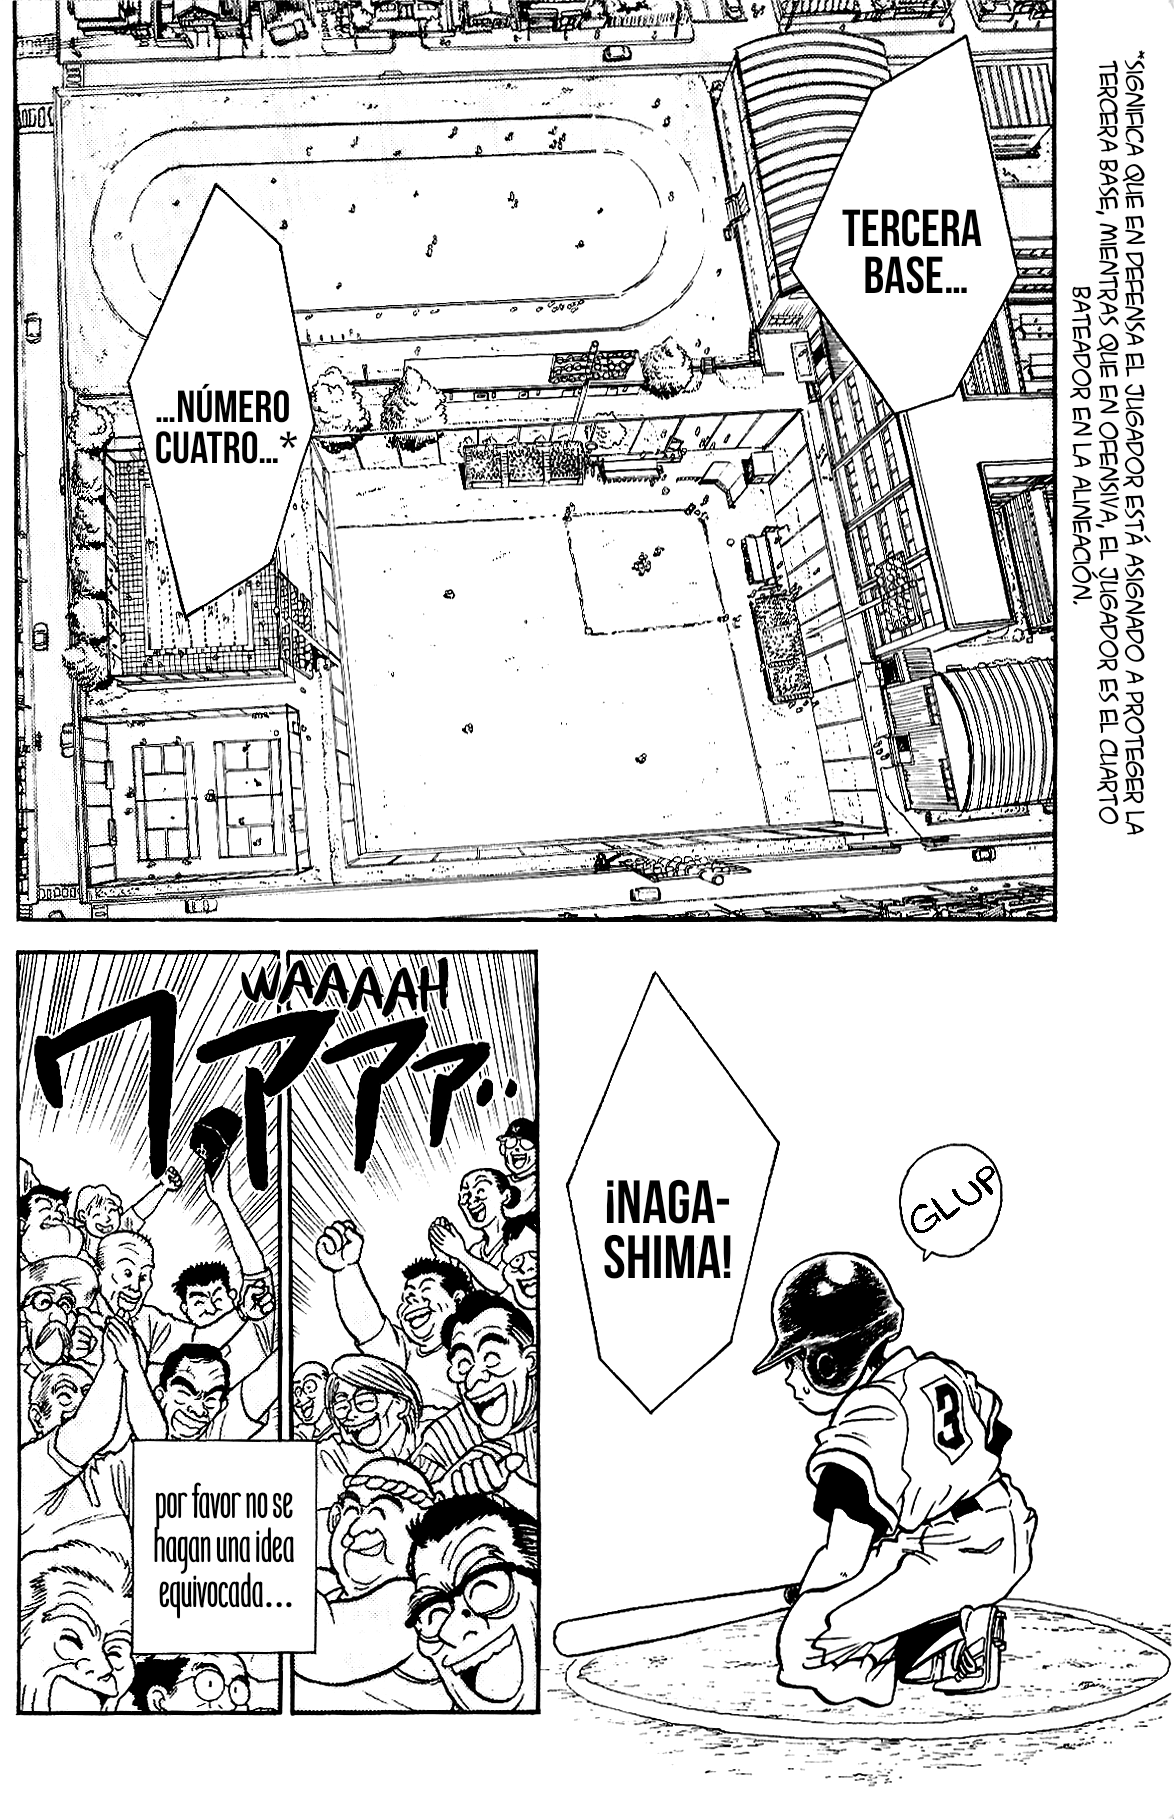 *SIGNIFICA QUE EN DEFENSA EL JUGADOR ESTÁ ASIGNADO A PROTEGER LA
TERCERA BASE, MIENTRAS QUE EN OFENSIVA, EL JUGADOR ES EL CUARTO
BATEADOR EN LA ALINEACIÓN.
TERCERA
BASE...
...NÚMERO
CUATRO...*
¡NAGA-
SHIMA!
GLUP
3
WAAAAH
ワアアア..
por favor no se
hagan una idea
equivocada...